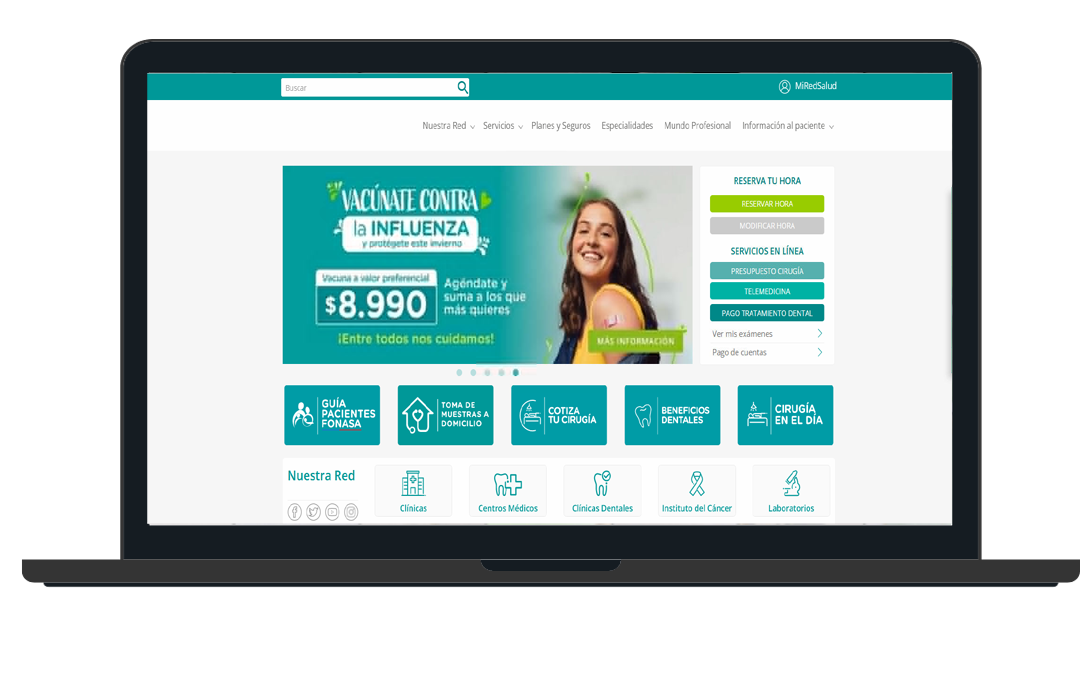 Buscar
MiRedSalud
Nuestra Red
Servicios
Planes y Seguros
Especialidades
Mundo Profesional
Información al paciente
VACÚNATE CONTRA
la INFLUENZA
y protégete este invierno
Vacuna a valor preferencial
$8.990
Agéndate y
suma a los que
más quieres
¡Entre todos nos cuidamos!
MÁS INFORMACIÓN
RESERVA TU HORA
RESERVAR HORA
MODIFICAR HORA
SERVICIOS EN LÍNEA
PRESUPUESTO CIRUGÍA
TELEMEDICINA
PAGO TRATAMIENTO DENTAL
Ver mis exámenes
Pago de cuentas
GUÍA
PACIENTES
FONASA
TOMA DE
MUESTRAS A
DOMICILIO
COTIZA
TU CIRUGÍA
BENEFICIOS
DENTALES
CIRUGÍA
EN EL DÍA
Nuestra Red
Clínicas
Centros Médicos
Clínicas Dentales
Instituto del Cáncer
Laboratorios